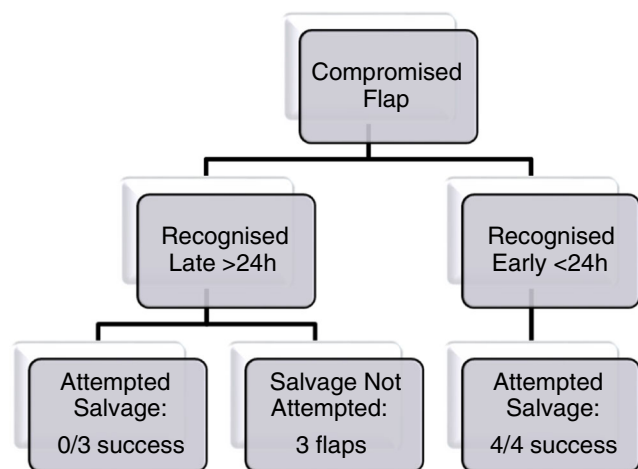 Compromised
Flap
Recognised
Late >24h
Recognised
Early <24h
Attempted
Salvage:
0/3 success
Salvage Not
Attempted:
3 flaps
Attempted
Salvage:
4/4 success